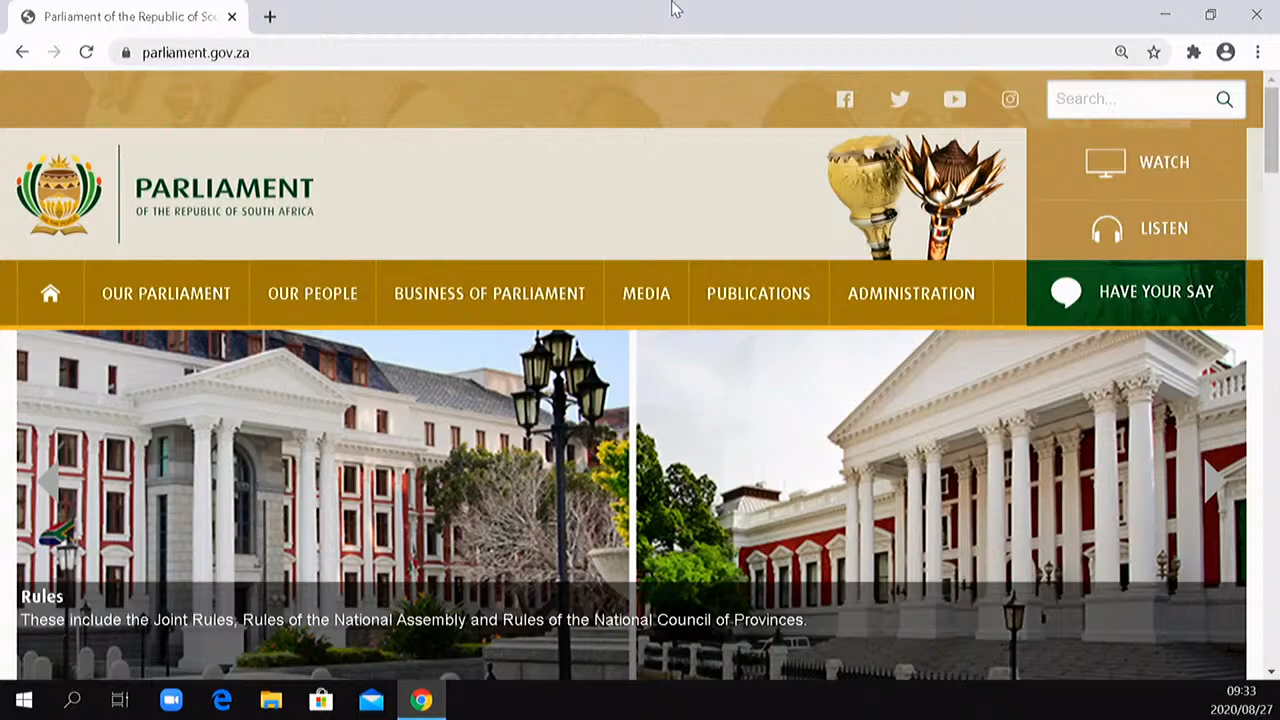 Parliament of the Republic of Sou
parliament.gov.za
Search...
PARLIAMENT
OF THE REPUBLIC OF SOUTH AFRICA
WATCH
LISTEN
OUR PARLIAMENT
OUR PEOPLE
BUSINESS OF PARLIAMENT
MEDIA
PUBLICATIONS
ADMINISTRATION
HAVE YOUR SAY
Rules
These include the Joint Rules, Rules of the National Assembly and Rules of the National Council of Provinces.
09:33
2020/08/27